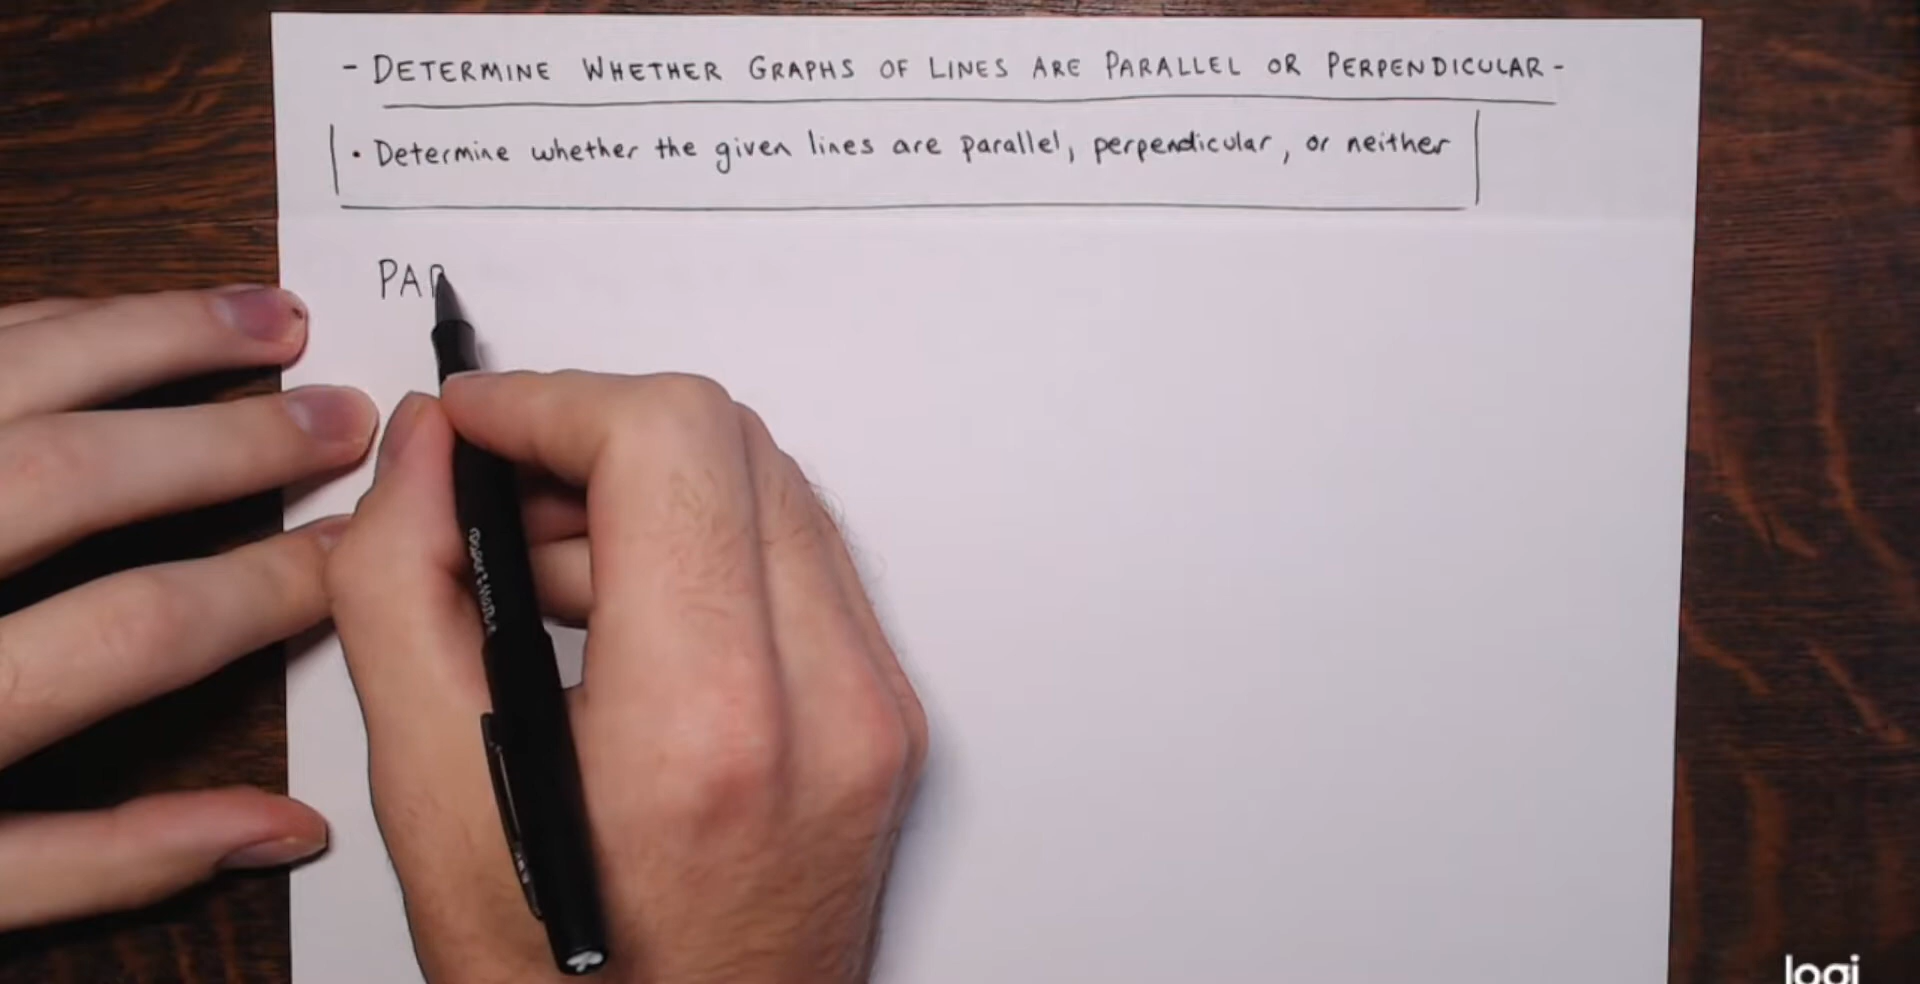 - DETERMINE WHETHER GRAPHS OF LINES ARE PARALLEL OR PERPENDICULAR -
• Determine whether the given lines are parallel, perpendicular, or neither
PAR
logi